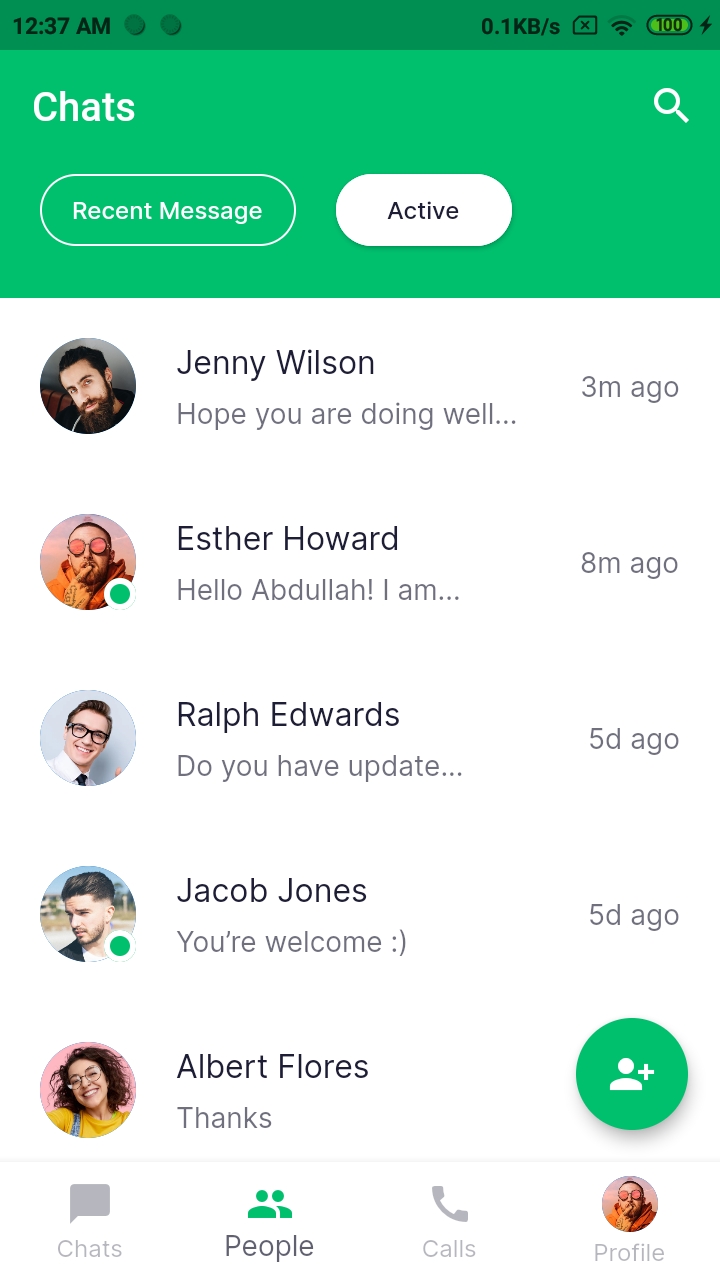 12:37 AM 0.1KB/s 100
Chats
Recent Message Active
Jenny Wilson
Hope you are doing well...
3m ago
Esther Howard
Hello Abdullah! I am...
8m ago
Ralph Edwards
Do you have update...
5d ago
Jacob Jones
You’re welcome :)
5d ago
Albert Flores
Thanks
Chats People Calls Profile